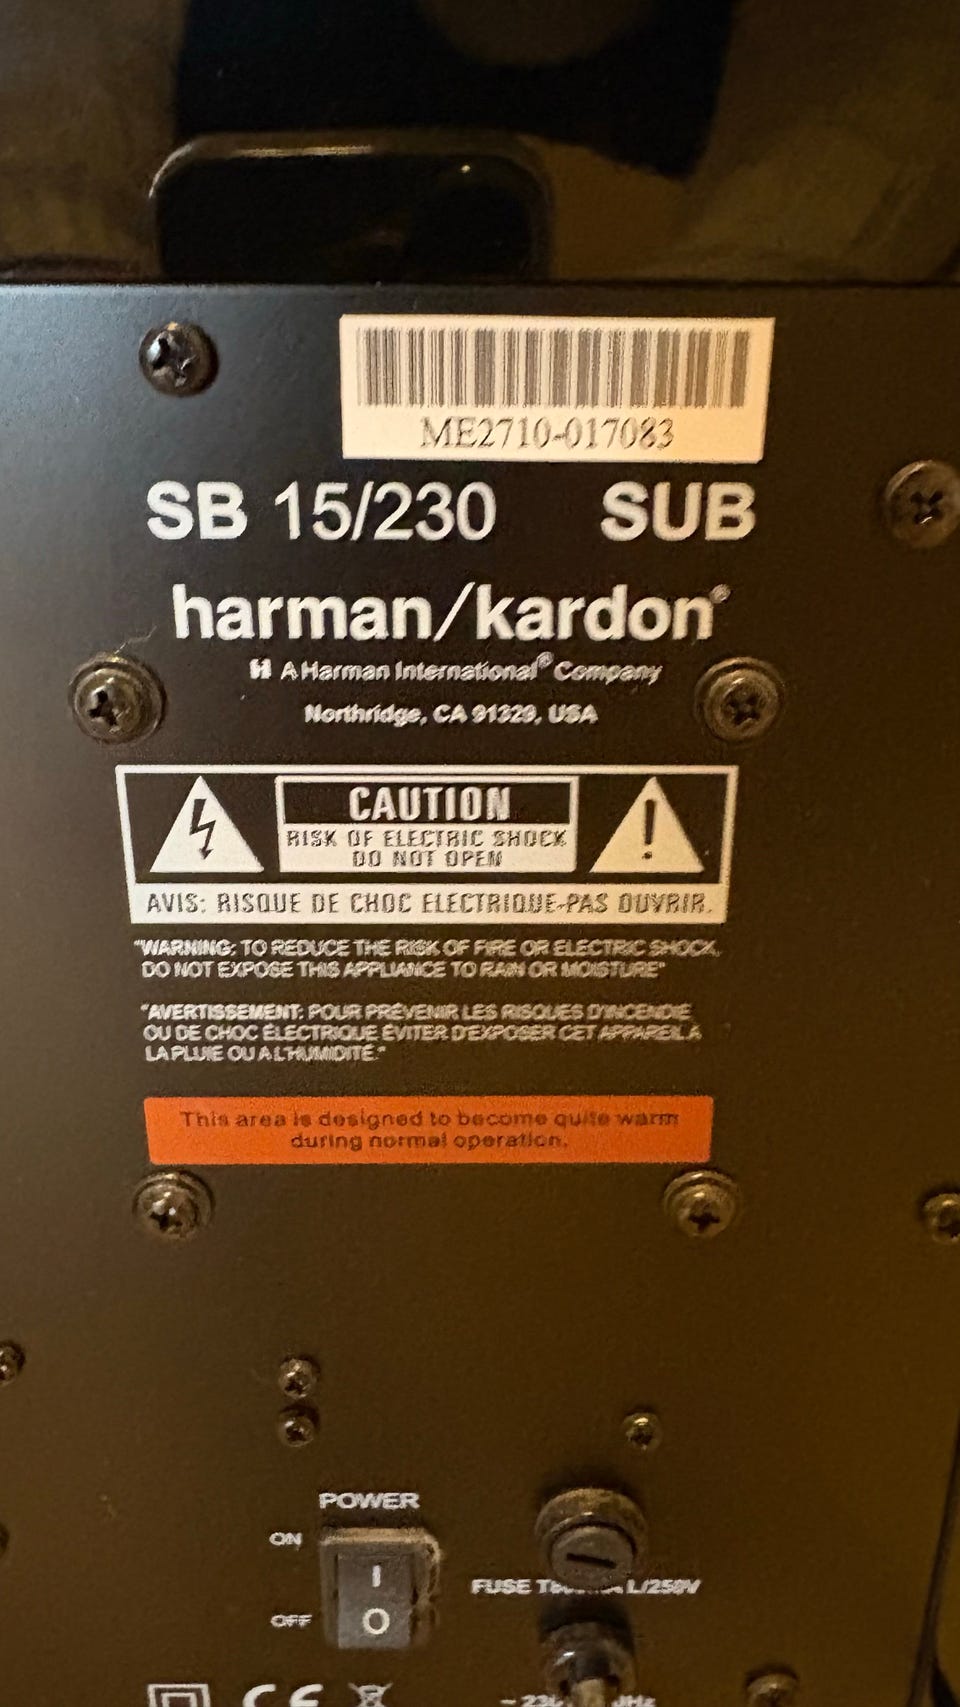 ME2710-017083
SB 15/230 SUB
harman/kardon®
A Harman International® Company
Northridge, CA 91329, USA
CAUTION
RISK OF ELECTRIC SHOCK
DO NOT OPEN
AVIS: RISQUE DE CHOC ELECTRIQUE-PAS OUVRIR.
"WARNING: TO REDUCE THE RISK OF FIRE OR ELECTRIC SHOCK,
DO NOT EXPOSE THIS APPLIANCE TO RAIN OR MOISTURE"
"AVERTISSEMENT: POUR PRÉVENIR LES RISQUES D'INCENDIE
OU DE CHOC ÉLECTRIQUE ÉVITER D'EXPOSER CET APPAREIL À
LA PLUIE OU A L'HUMIDITÉ."
This area is designed to become quite warm
during normal operation.
POWER
ON
I
FUSE L/250V
OFF
O
CE